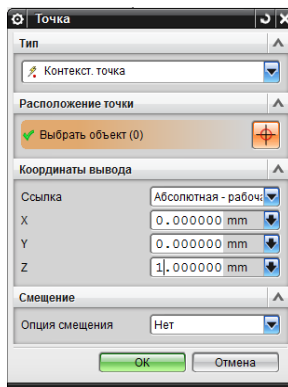 Точка
Тип
Контекст. точка
Расположение точки
Выбрать объект (0)
Координаты вывода
Ссылка Абсолютная - рабоча
X 0.000000 mm
Y 0.000000 mm
Z 1.000000 mm
Смещение
Опция смещения Нет
OK Отмена